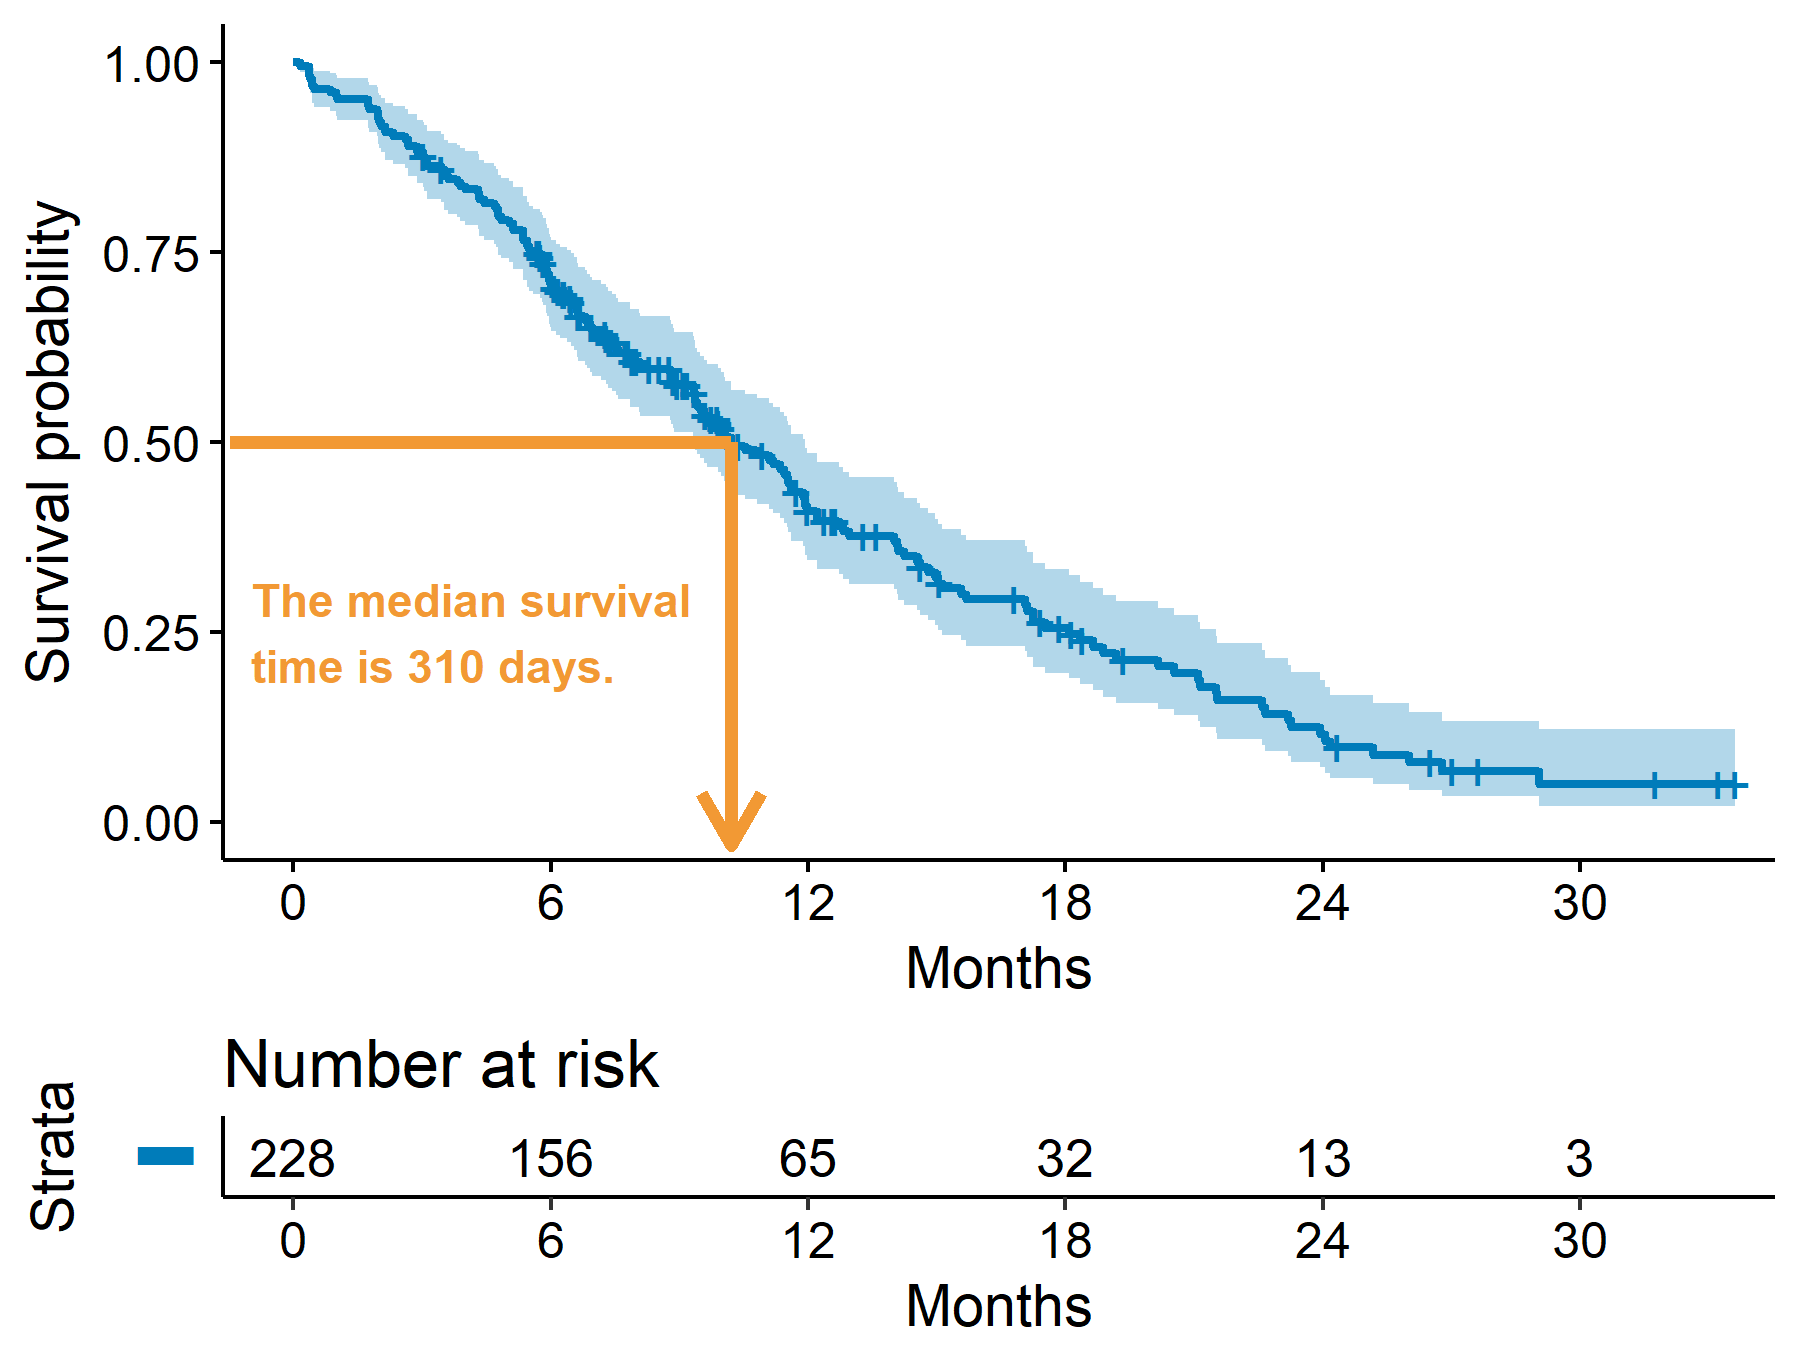 1.00
0.75
0.50
0.25
0.00
Survival probability
The median survival
time is 310 days.
0 6 12 18 24 30
Months
Number at risk
Strata
228 156 65 32 13 3
0 6 12 18 24 30
Months